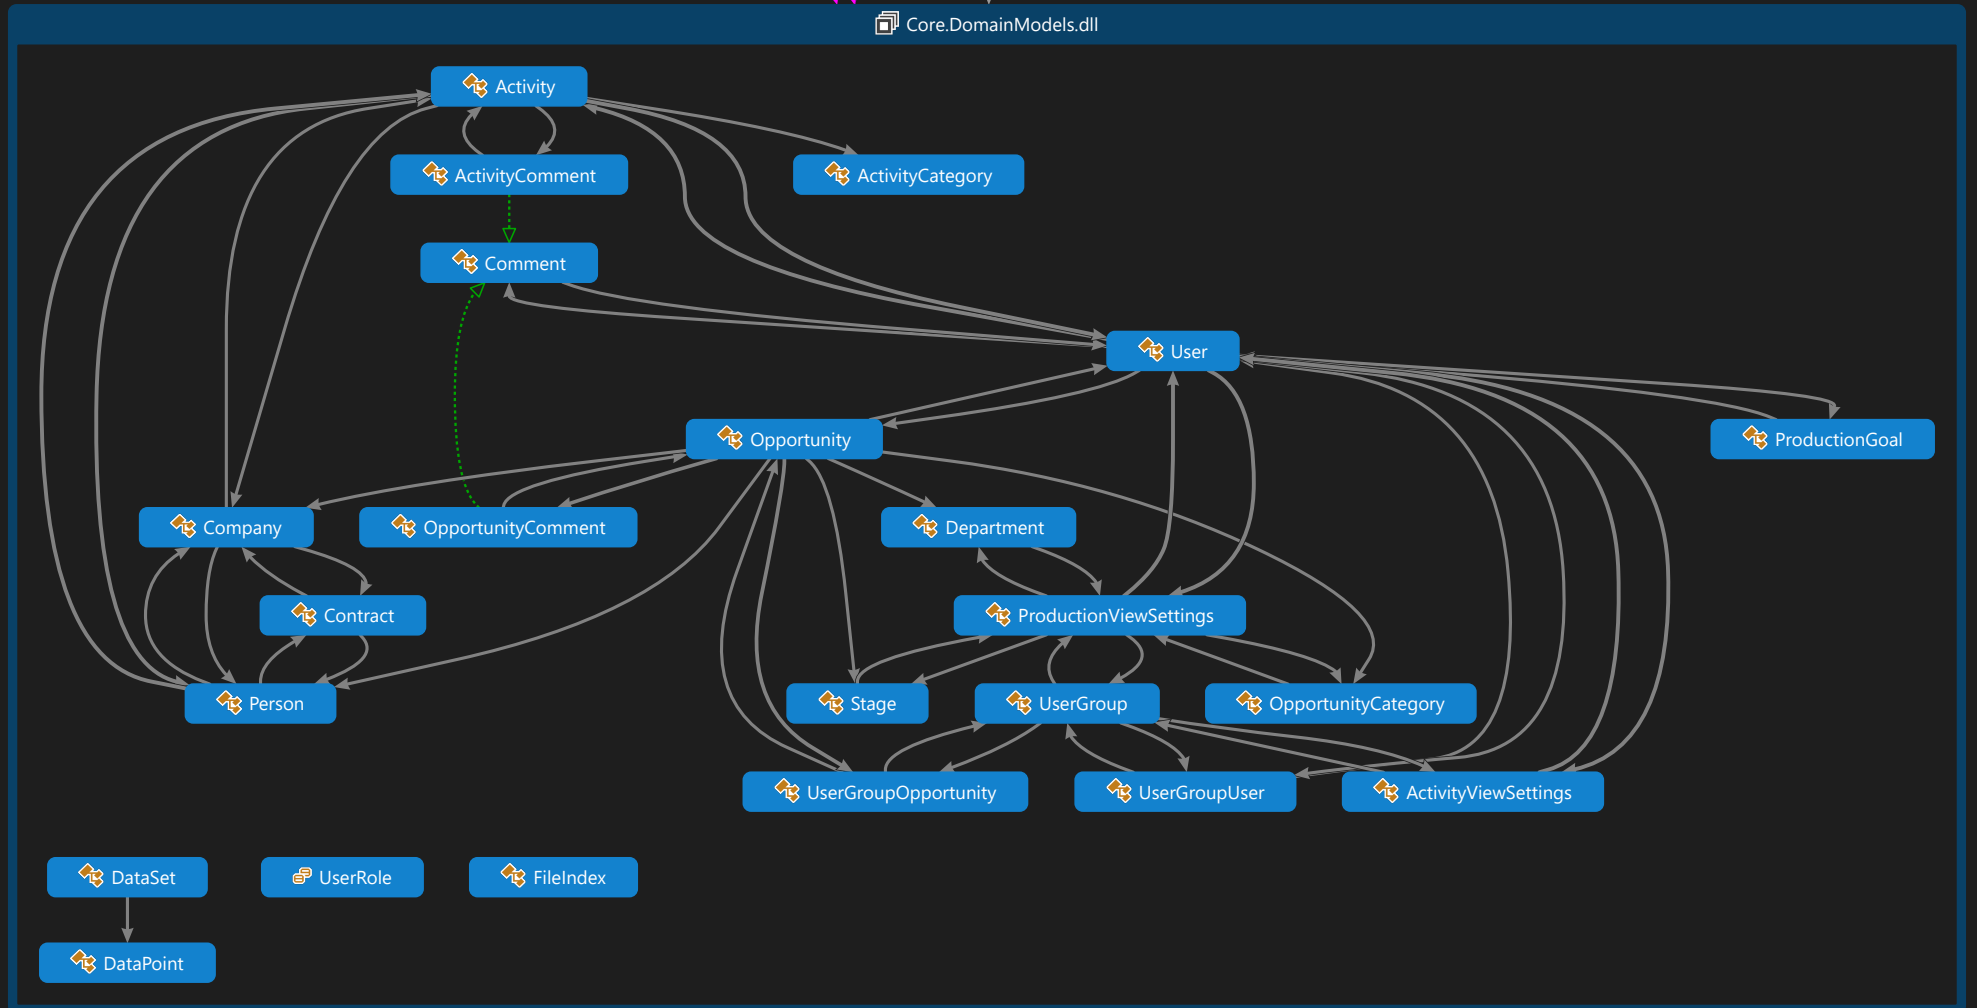 Core.DomainModels.dll
Activity
ActivityComment
ActivityCategory
Comment
User
Opportunity
ProductionGoal
Company
OpportunityComment
Department
Contract
ProductionViewSettings
Person
Stage
UserGroup
OpportunityCategory
UserGroupOpportunity
UserGroupUser
ActivityViewSettings
DataSet
UserRole
FileIndex
DataPoint